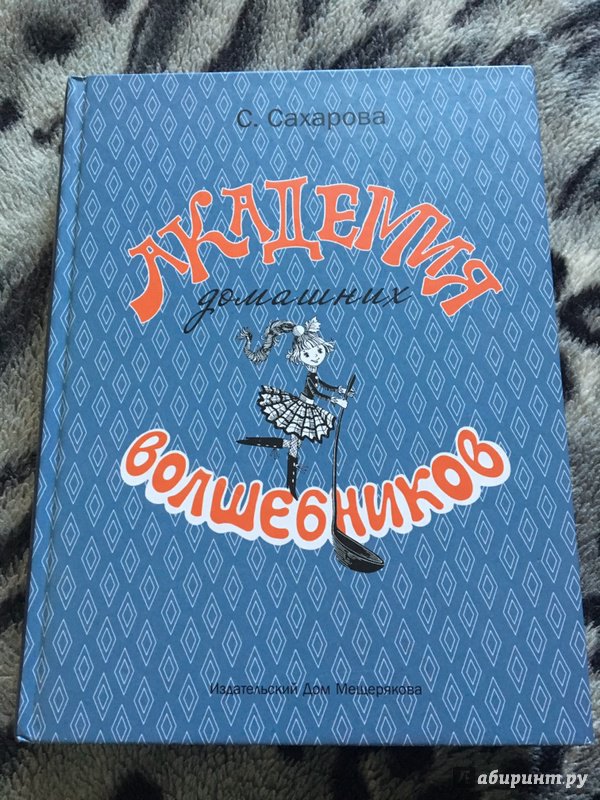 С. Сахарова
АКАДЕМИЯ
домашних
ВОЛШЕБНИКОВ
Издательский Дом Мещерякова
абиринт.ру